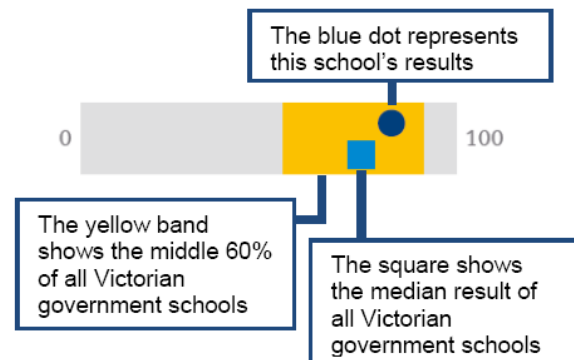 The blue dot represents
this school's results
0
100
The yellow band
shows the middle 60%
of all Victorian
government schools
The square shows
the median result of
all Victorian
government schools